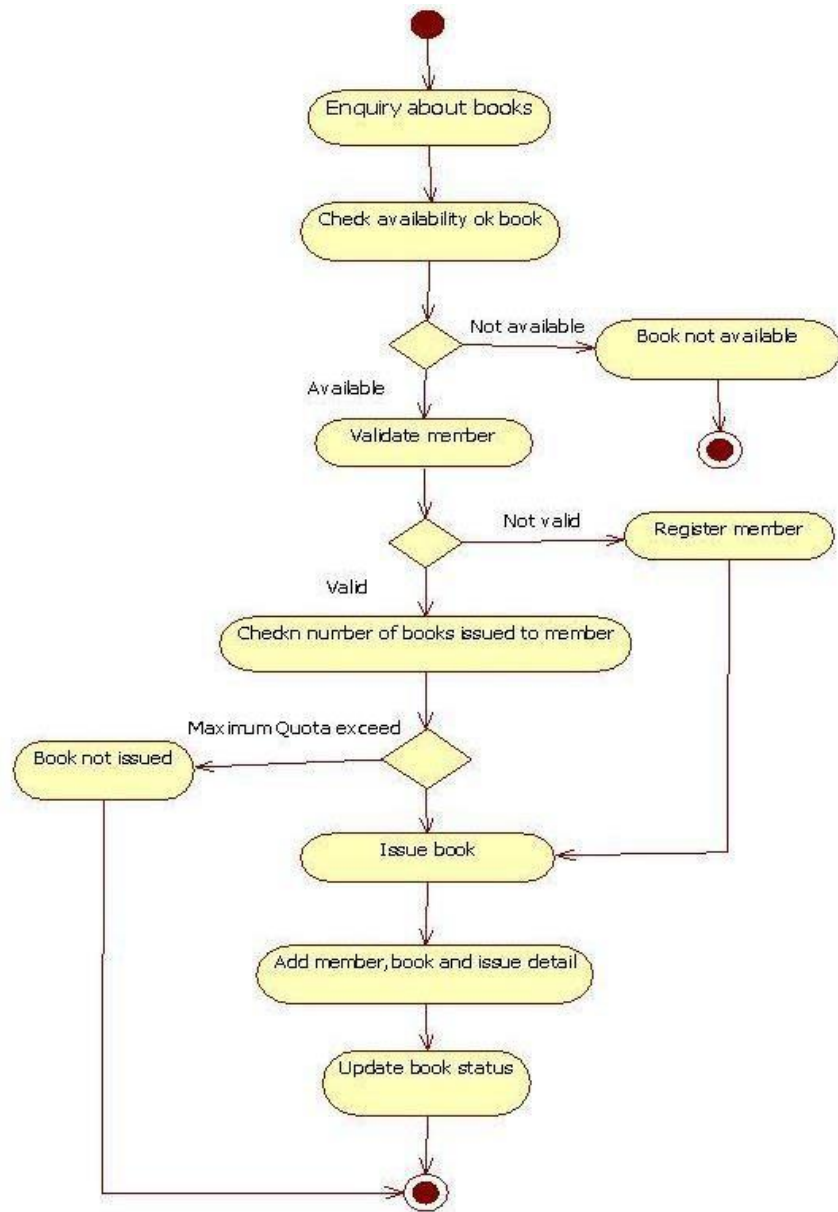 Enquiry about books
Check availability ok book
Not available
Book not available
Available
Validate member
Not valid
Register member
Valid
Checkn number of books issued to member
Maximum Quota exceed
Book not issued
Issue book
Add member,book and issue detail
Update book status